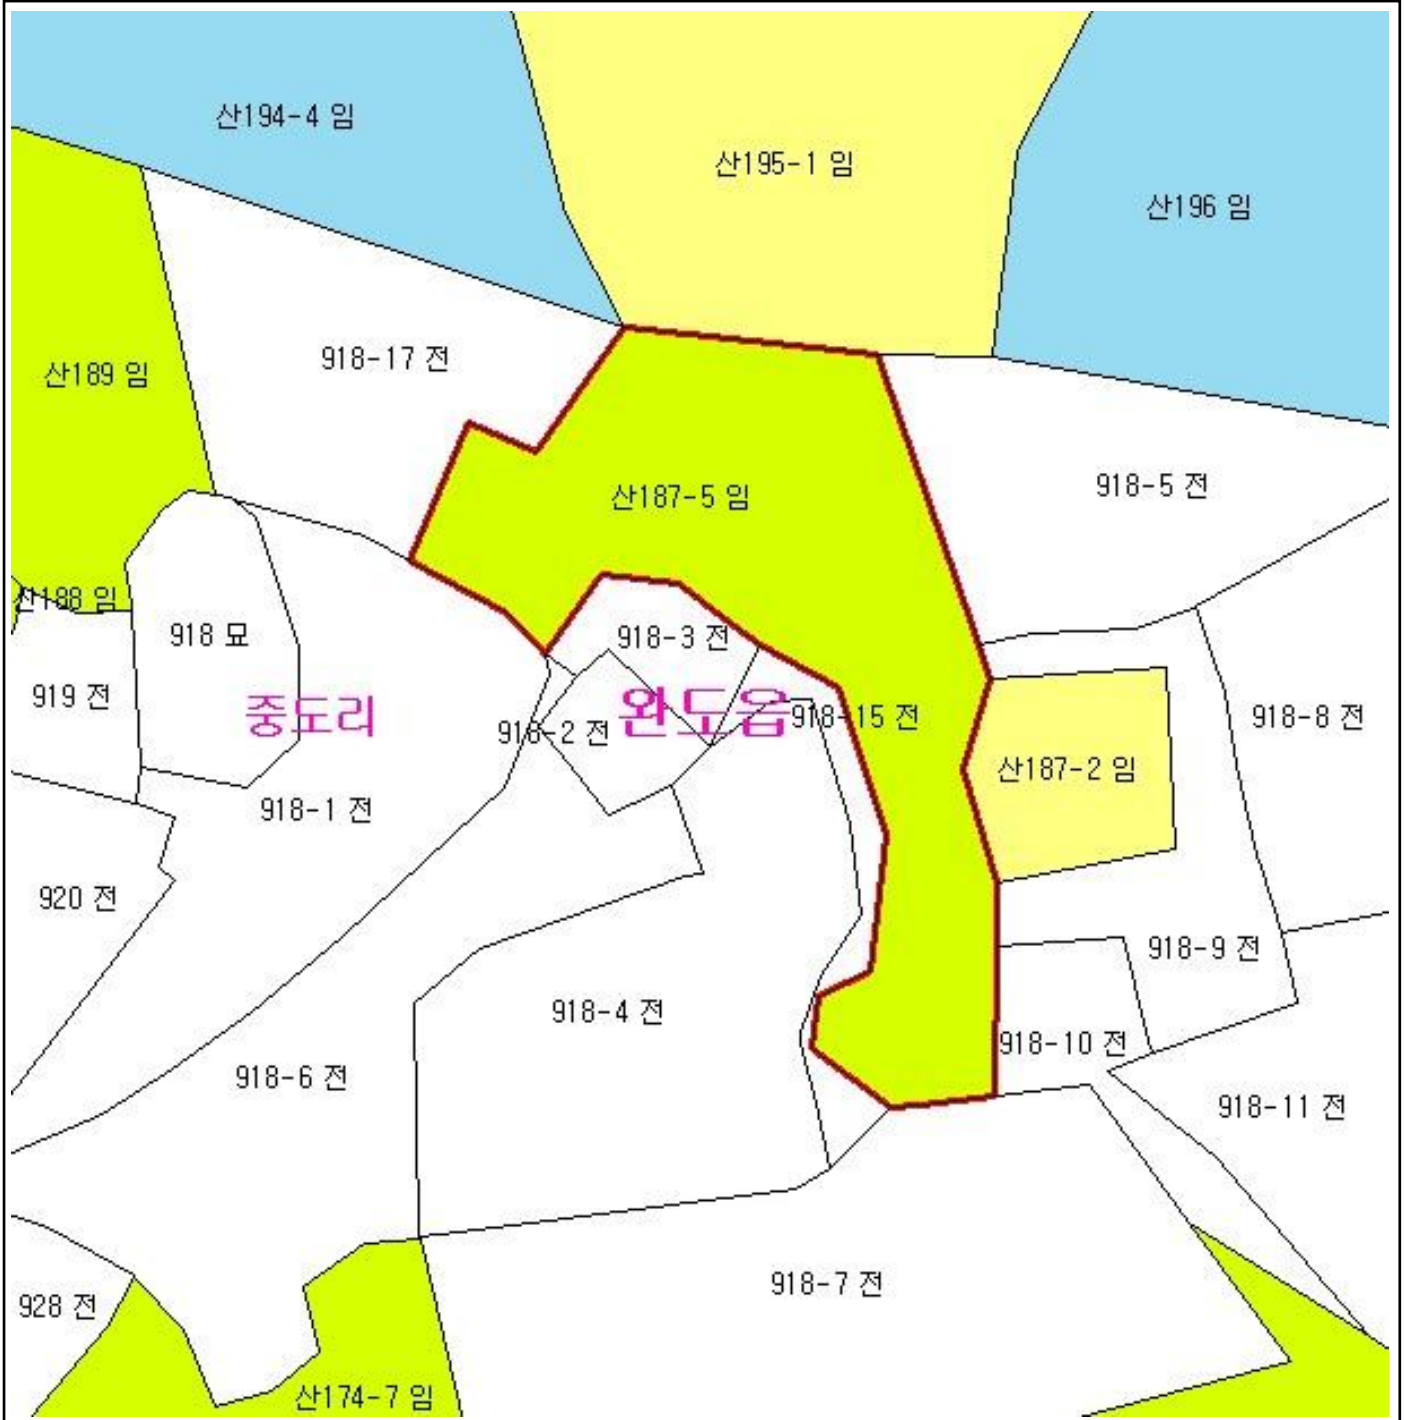 산194-4 임
산195-1 임
산196 임
918-17 전
산189 임
918-5 전
산187-5 임
산188 임
918 묘
918-3 전
919 전
중도리
완도읍
918-2 전
918-15 전
918-8 전
산187-2 임
918-1 전
920 전
918-9 전
918-4 전
918-10 전
918-6 전
918-11 전
918-7 전
928 전
산174-7 임